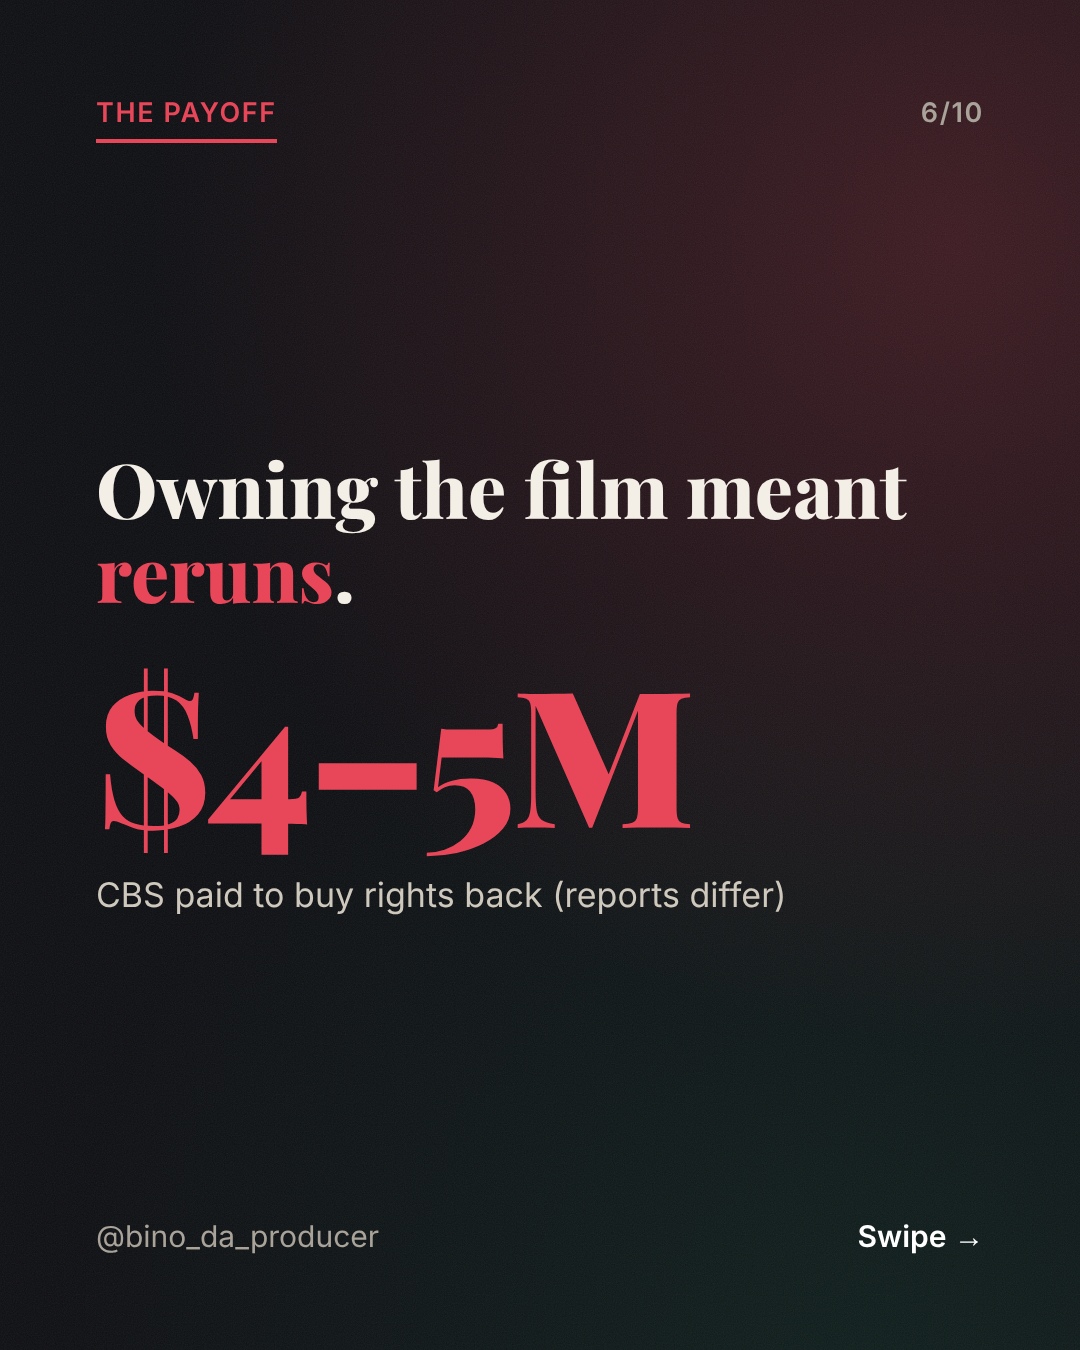 THE PAYOFF
6/10
Owning the film meant
reruns.
$4–5M
CBS paid to buy rights back (reports differ)
@bino_da_producer
Swipe →